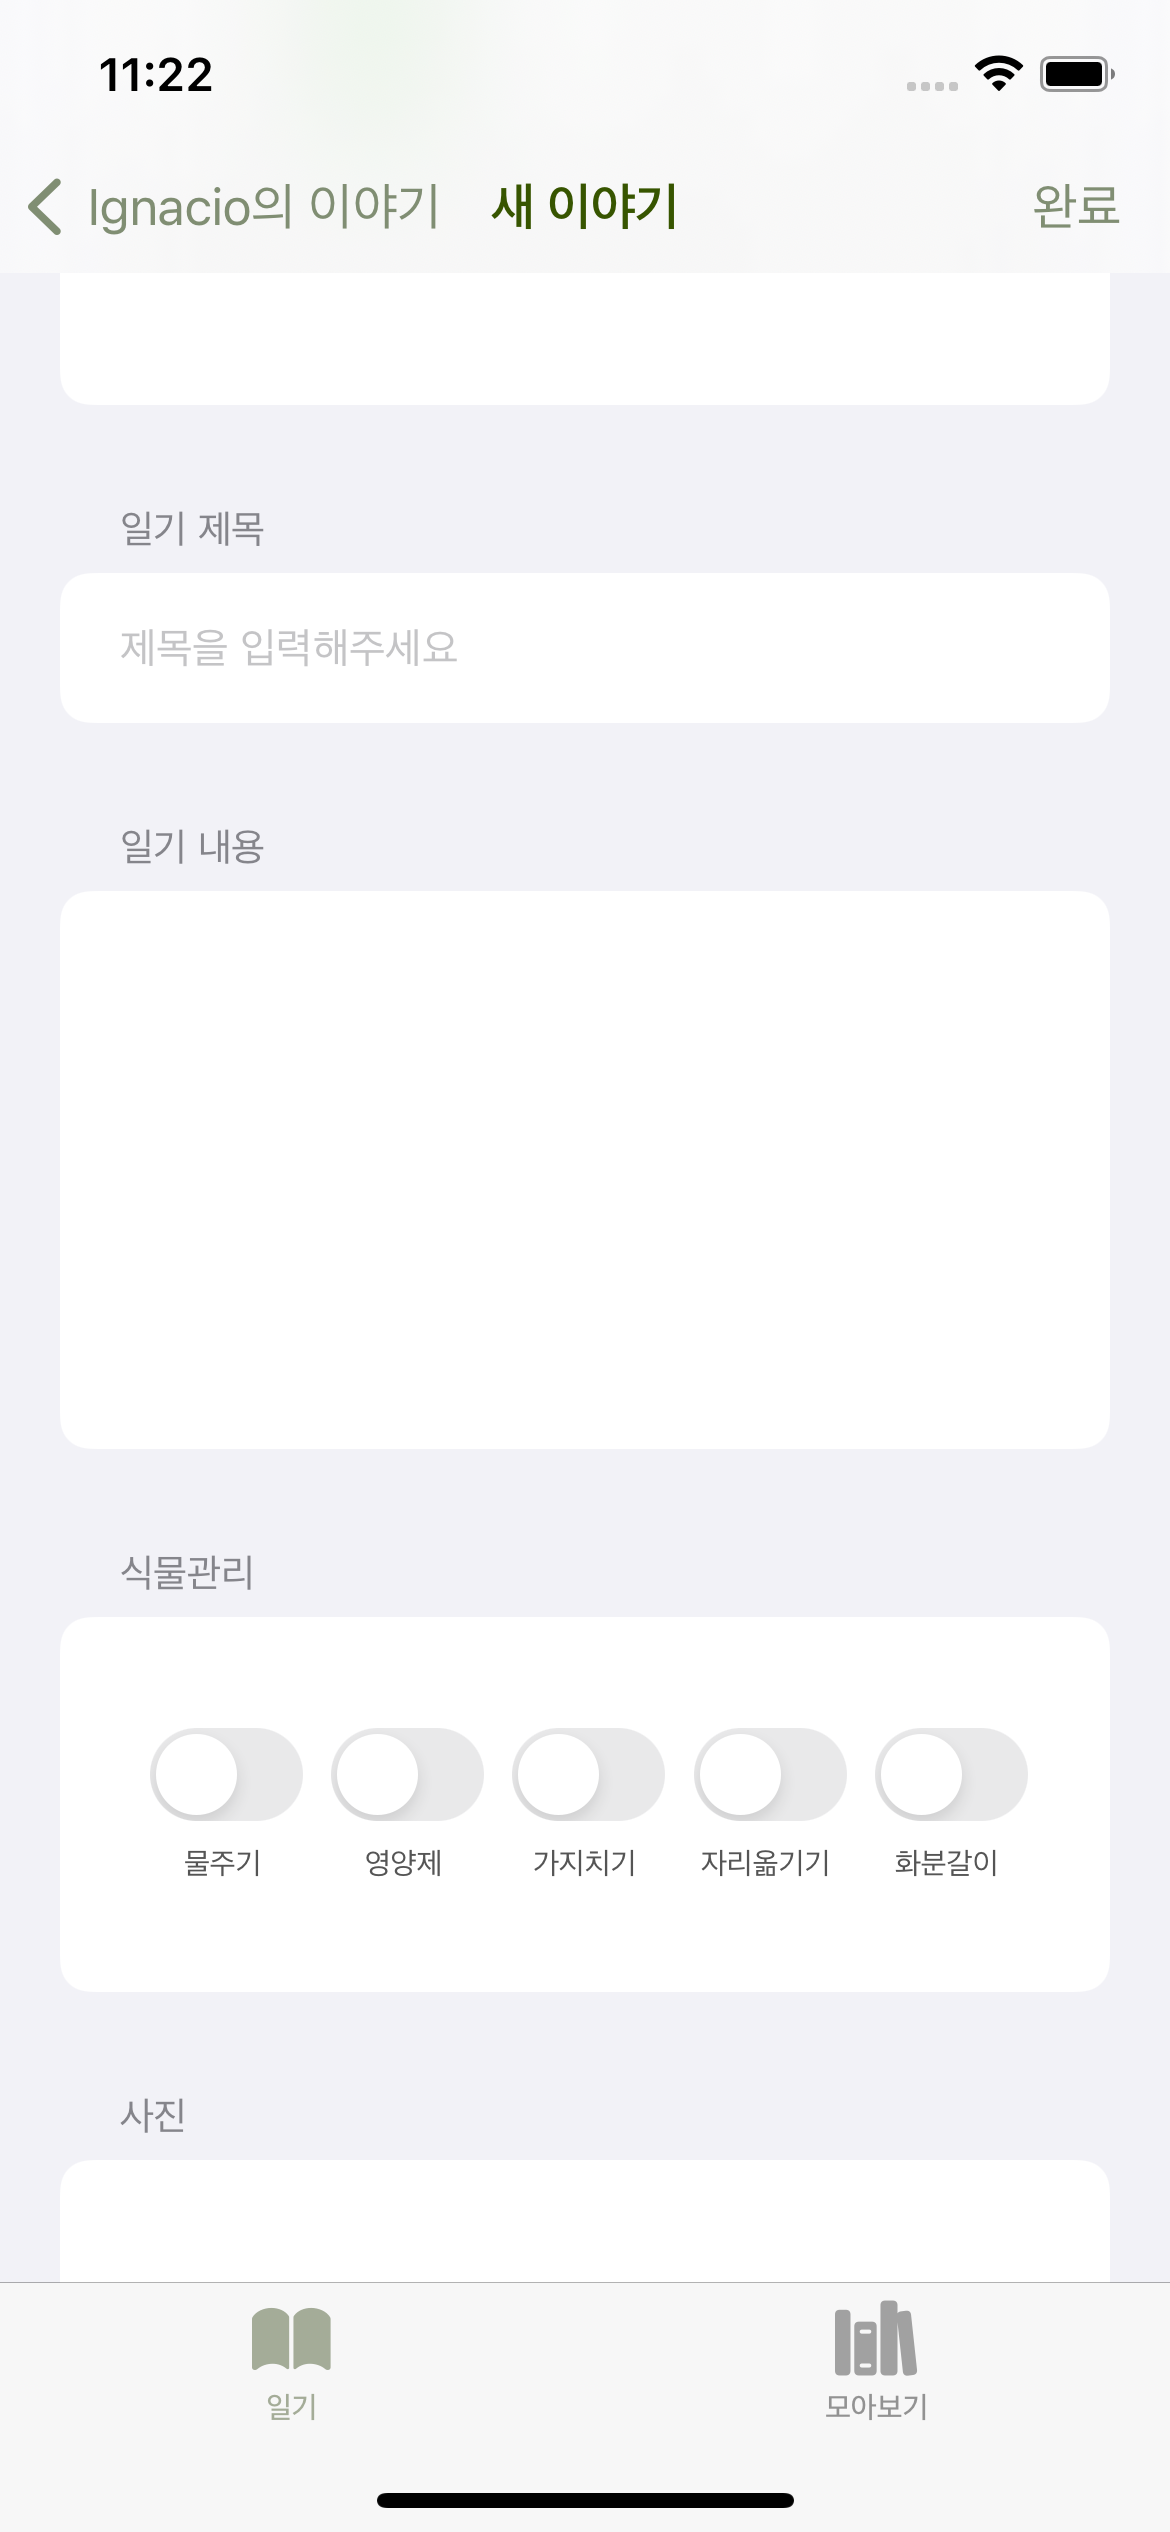 11:22
Ignacio의 이야기 새 이야기 완료
일기 제목
제목을 입력해주세요
일기 내용
식물관리
물주기 영양제 가지치기 자리옮기기 화분갈이
사진
일기 모아보기